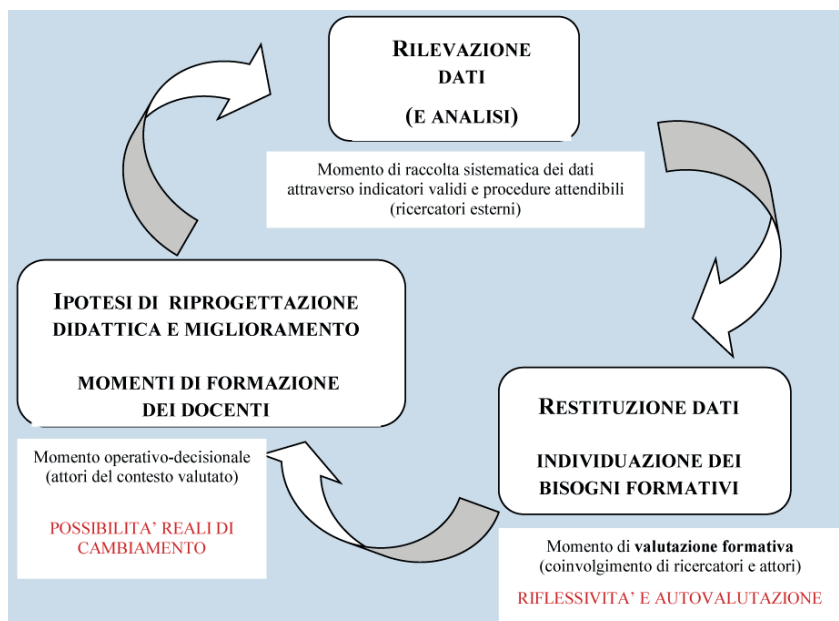 RILEVAZIONE
DATI
(E ANALISI)
Momento di raccolta sistematica dei dati
attraverso indicatori validi e procedure attendibili
(ricercatori esterni)
IPOTESI DI RIPROGETTAZIONE
DIDATTICA E MIGLIORAMENTO
MOMENTI DI FORMAZIONE
DEI DOCENTI
Momento operativo-decisionale
(attori del contesto valutato)
POSSIBILITA’ REALI DI
CAMBIAMENTO
RESTITUZIONE DATI
INDIVIDUAZIONE DEI
BISOGNI FORMATIVI
Momento di valutazione formativa
(coinvolgimento di ricercatori e attori)
RIFLESSIVITA’ E AUTOVALUTAZIONE